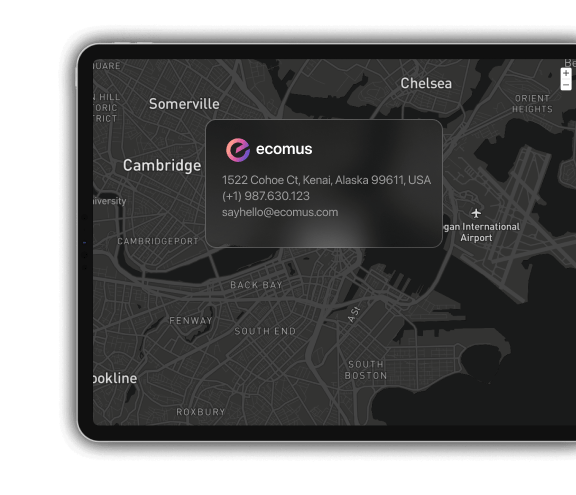 Be
+
−
UARE
Chelsea
N HILL
ORIC
TRICT
Somerville
ORIENT
HEIGHTS
ecomus
Cambridge
1522 Cohoe Ct, Kenai, Alaska 99611, USA
(+1) 987.630.123
sayhello@ecomus.com
iversity
gan International
Airport
CAMBRIDGEPORT
BACK BAY
A St
FENWAY
SOUTH END
SOUTH
BOSTON
ookline
ROXBURY